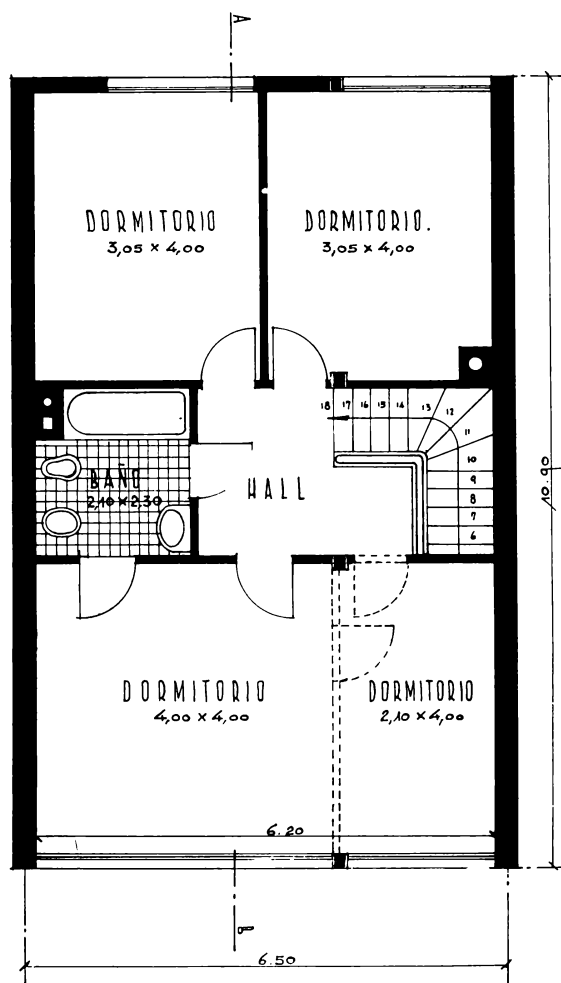 A
DORMITORIO
3,05 × 4,00
DORMITORIO.
3,05 × 4,00
18 17 16 15 14 13 12 11 10 9 8 7 6
BAÑO
2,10 × 2,30
HALL
10.90
DORMITORIO
4,00 × 4,00
DORMITORIO
2,10 × 4,00
6.20
6.50